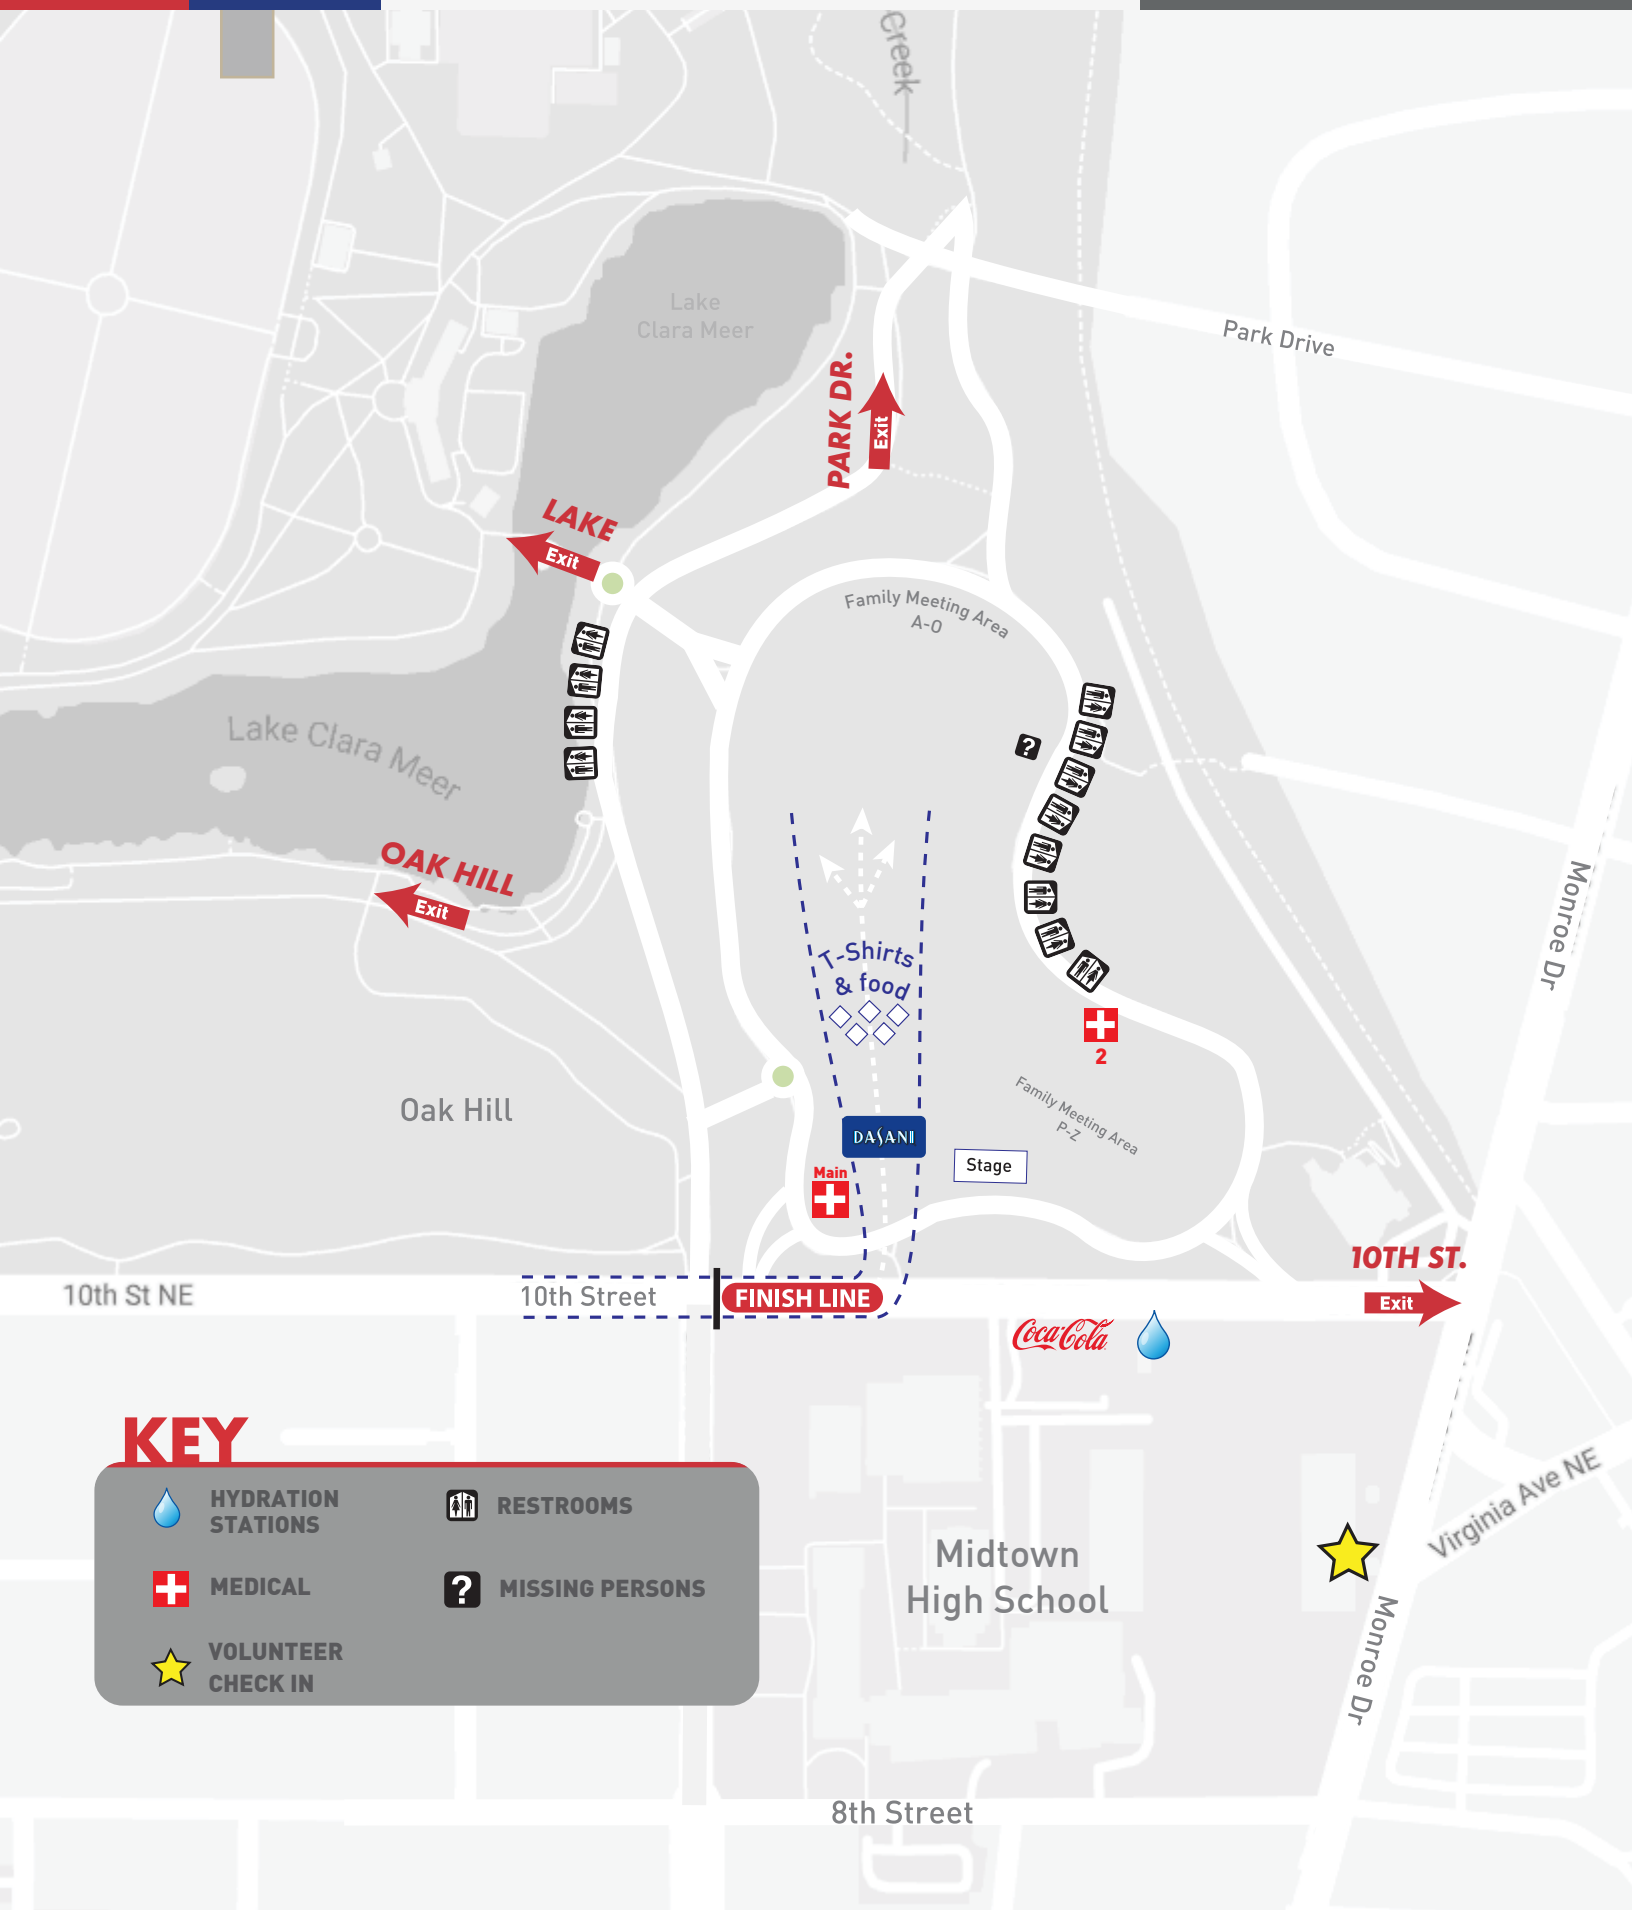 Creek
Lake
Clara Meer
Park Drive
PARK DR.
Exit
LAKE
Exit
Family Meeting Area
A-O
Lake Clara Meer
?
OAK HILL
Exit
Monroe Dr
T-Shirts
& food
2
Oak Hill
Family Meeting Area
P-Z
DASANI
Stage
Main
10TH ST.
Exit
10th St NE
10th Street
FINISH LINE
Coca-Cola
KEY
HYDRATION
STATIONS
RESTROOMS
MEDICAL
?
MISSING PERSONS
VOLUNTEER
CHECK IN
Midtown
High School
Virginia Ave NE
Monroe Dr
8th Street